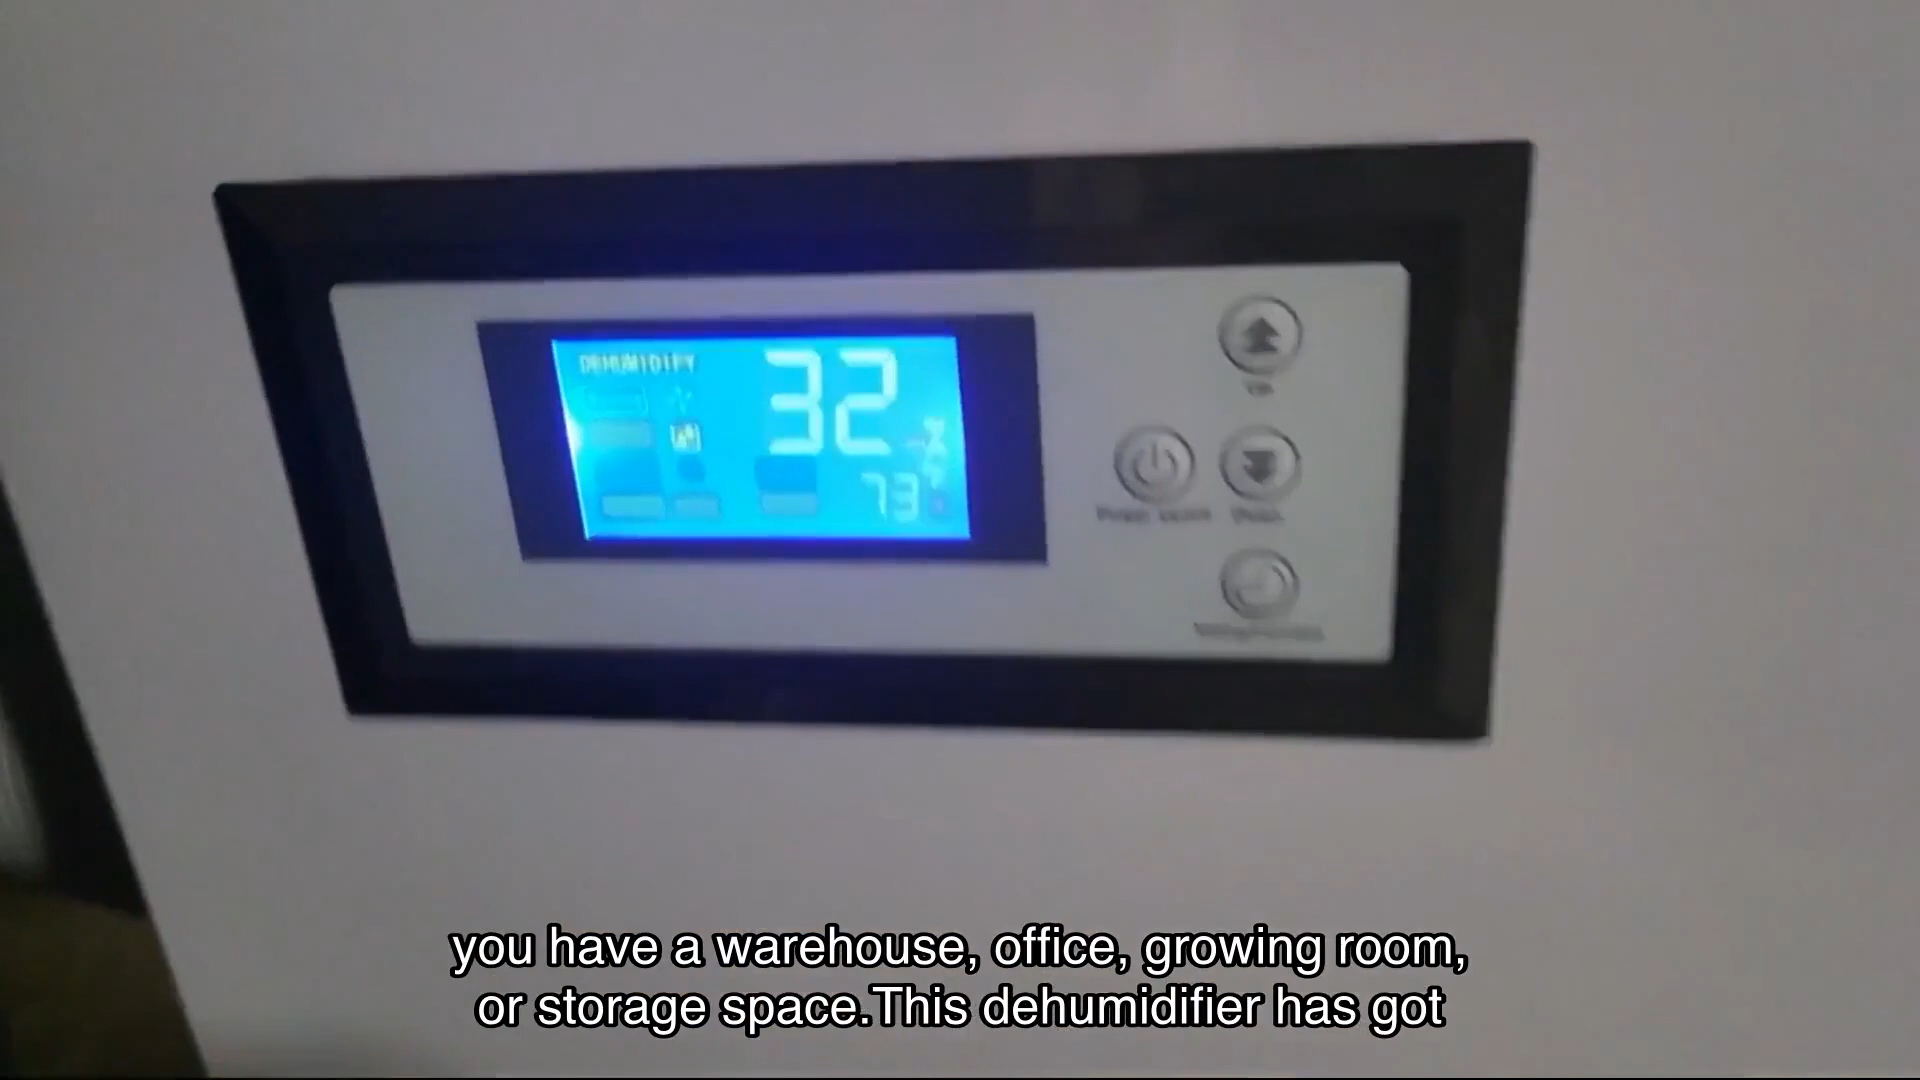 DEHUMIDIFY
32
73
you have a warehouse, office, growing room,
or storage space.This dehumidifier has got